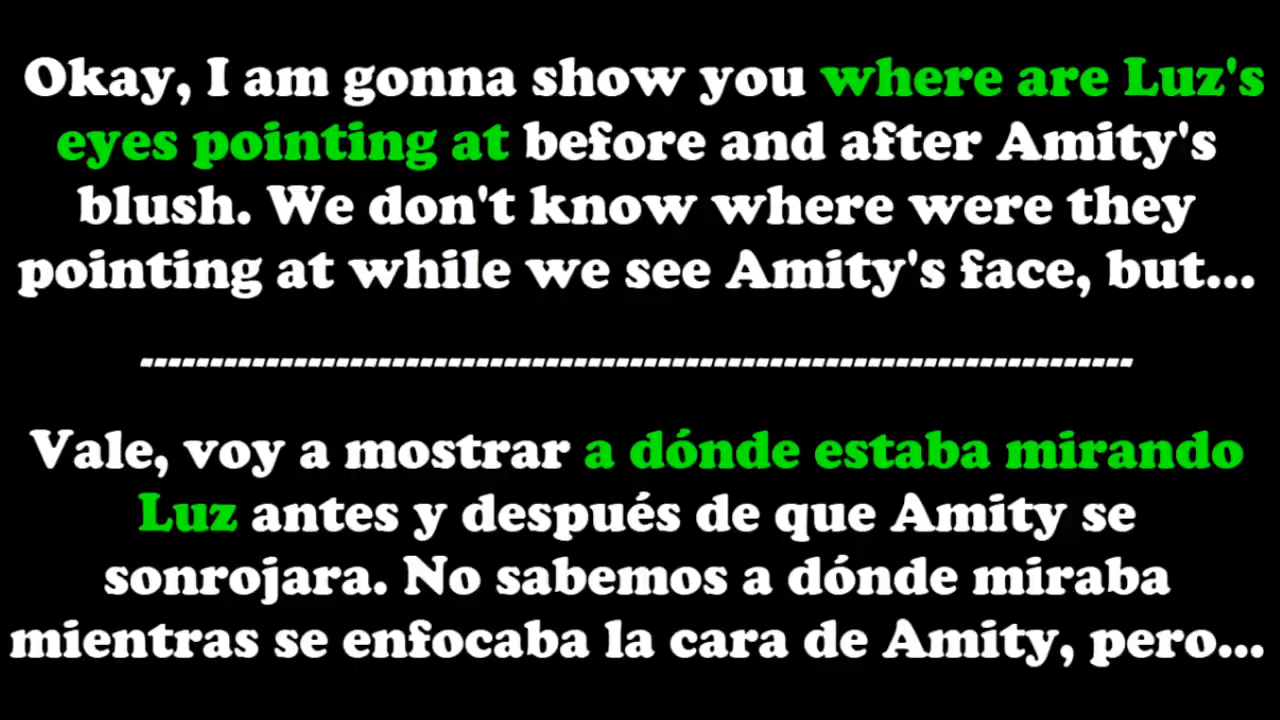 Okay, I am gonna show you where are Luz's
eyes pointing at before and after Amity's
blush. We don't know where were they
pointing at while we see Amity's face, but...
-----------------------------------------------------------------------
Vale, voy a mostrar a dónde estaba mirando
Luz antes y después de que Amity se
sonrojara. No sabemos a dónde miraba
mientras se enfocaba la cara de Amity, pero...